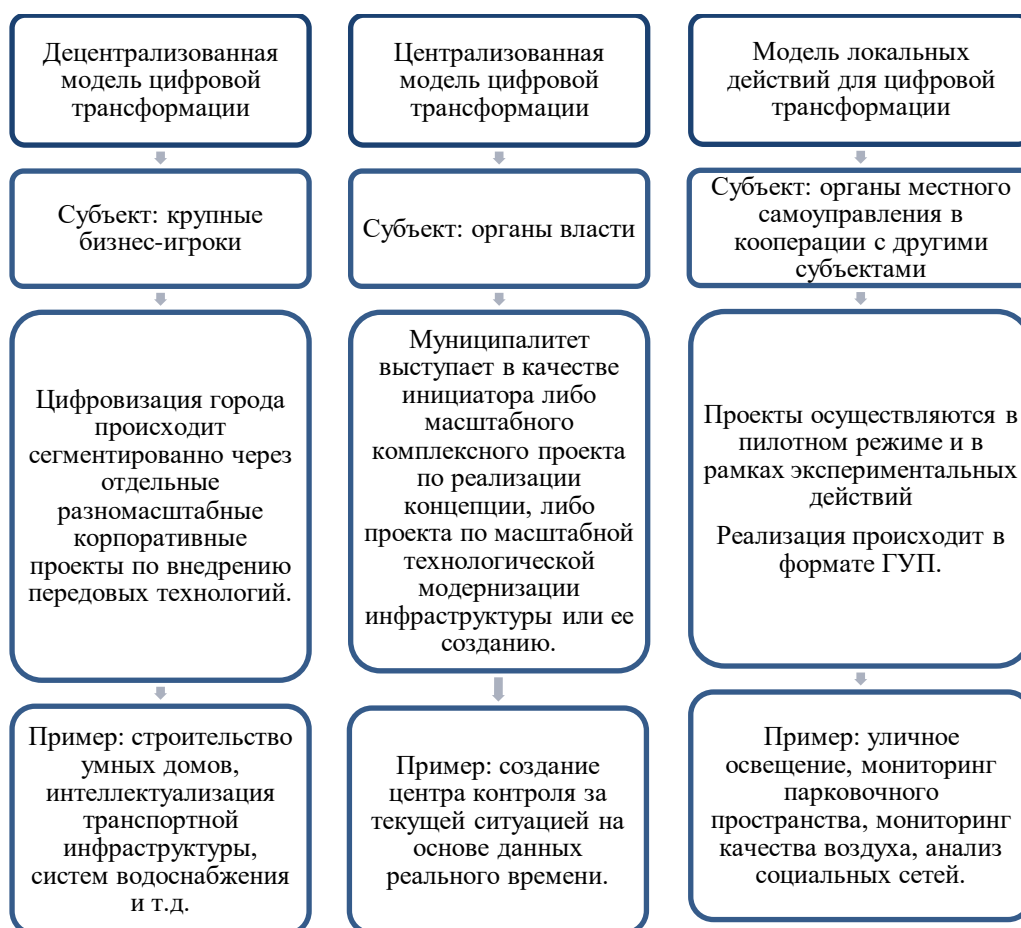 Децентрализованная
модель цифровой
трансформации
Субъект: крупные
бизнес-игроки
Цифровизация города
происходит
сегментированно через
отдельные
разномасштабные
корпоративные
проекты по внедрению
передовых технологий.
Пример: строительство
умных домов,
интеллектуализация
транспортной
инфраструктуры,
систем водоснабжения
и т.д.
Централизованная
модель цифровой
трансформации
Субъект: органы власти
Муниципалитет
выступает в качестве
инициатора либо
масштабного
комплексного проекта
по реализации
концепции, либо
проекта по масштабной
технологической
модернизации
инфраструктуры или ее
созданию.
Пример: создание
центра контроля за
текущей ситуацией на
основе данных
реального времени.
Модель локальных
действий для цифровой
трансформации
Субъект: органы местного
самоуправления в
кооперации с другими
субъектами
Проекты осуществляются в
пилотном режиме и в
рамках экспериментальных
действий
Реализация происходит в
формате ГУП.
Пример: уличное
освещение, мониторинг
парковочного
пространства, мониторинг
качества воздуха, анализ
социальных сетей.